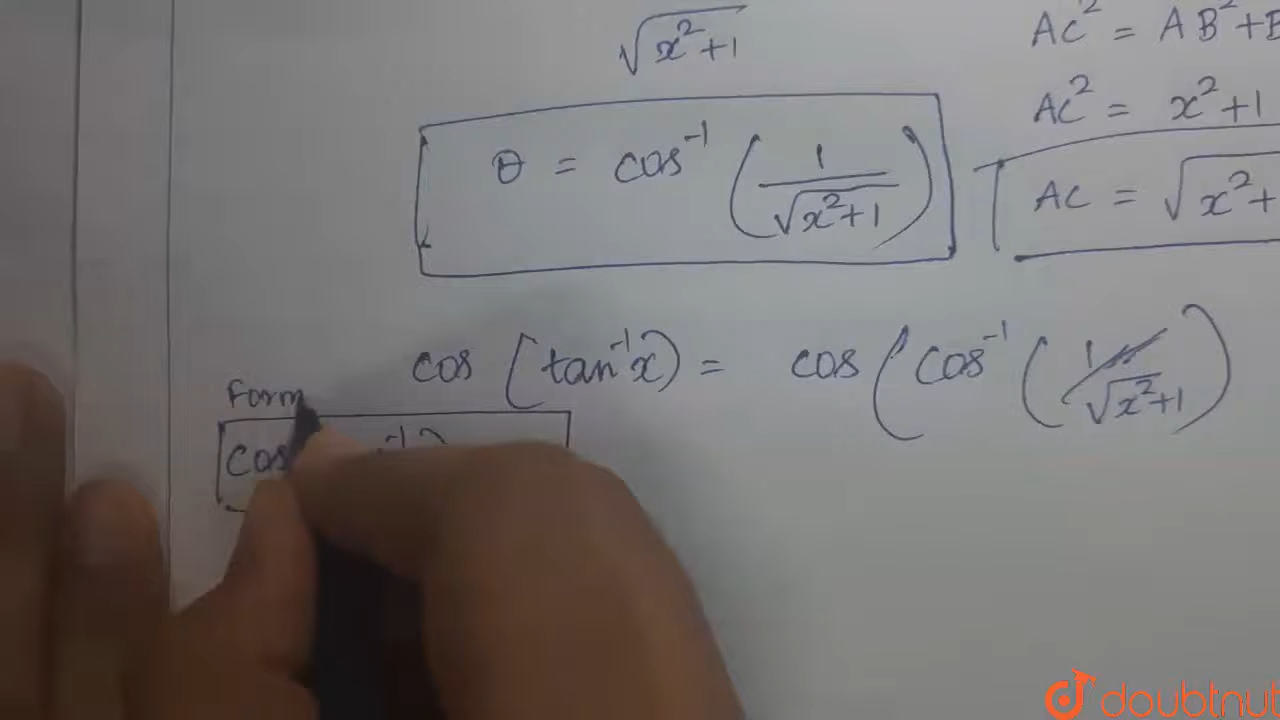 √x²+1
AC² = AB² +
AC² = x²+1
θ = cos⁻¹ (1/√x²+1)
AC = √x²+
cos (tan⁻¹x) = cos (cos⁻¹ (1/√x²+1)
Form
cos
doubtnut